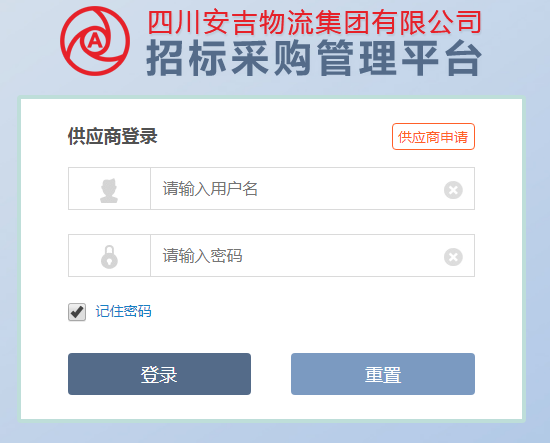 四川安吉物流集团有限公司
招标采购管理平台
供应商登录
供应商申请
请输入用户名
请输入密码
记住密码
登录
重置